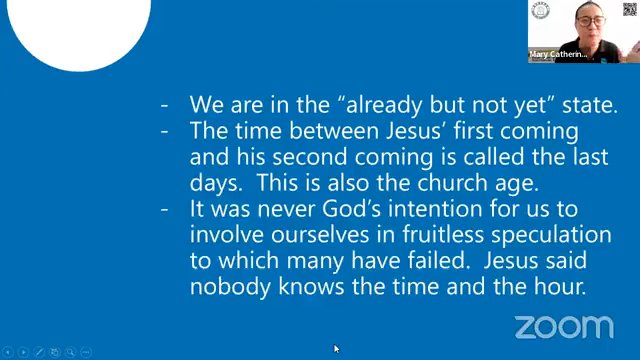 Mary Catherin...
- We are in the “already but not yet” state.
- The time between Jesus’ first coming
and his second coming is called the last
days.  This is also the church age.
- It was never God’s intention for us to
involve ourselves in fruitless speculation
to which many have failed.  Jesus said
nobody knows the time and the hour.
zoom